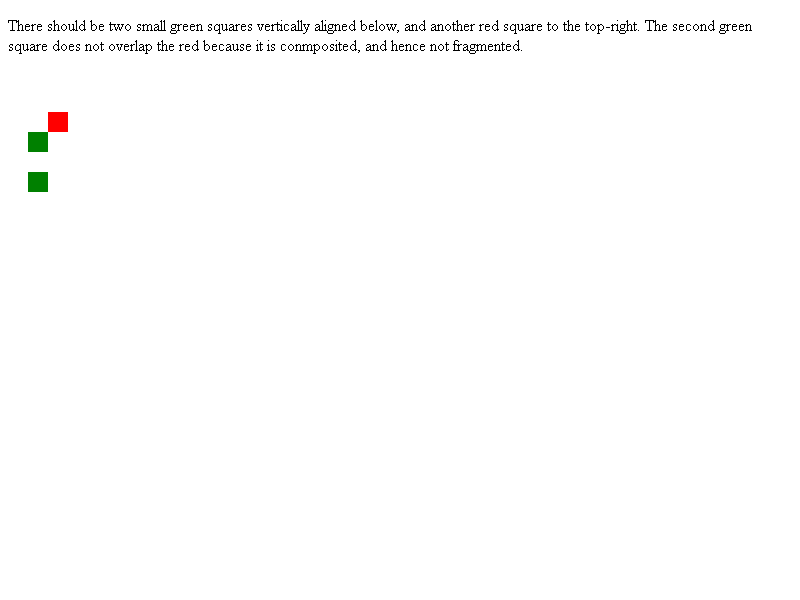 There should be two small green squares vertically aligned below, and another red square to the top-right. The second green
square does not overlap the red because it is conmposited, and hence not fragmented.